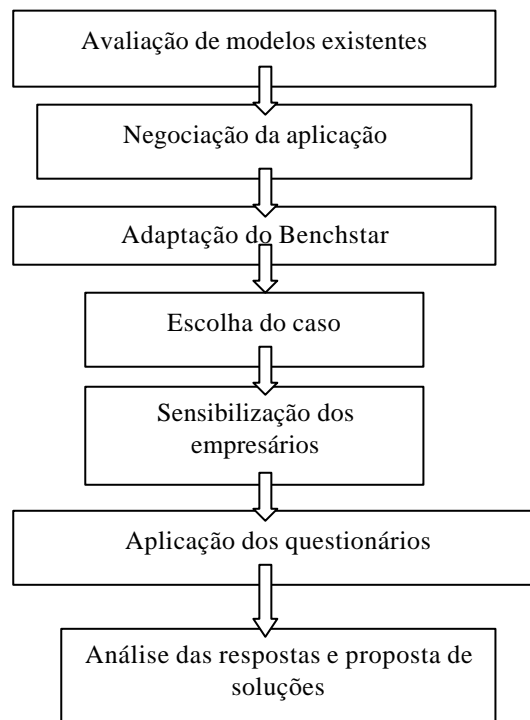 Avaliação de modelos existentes
Negociação da aplicação
Adaptação do Benchstar
Escolha do caso
Sensibilização dos
empresários
Aplicação dos questionários
Análise das respostas e proposta de
soluções